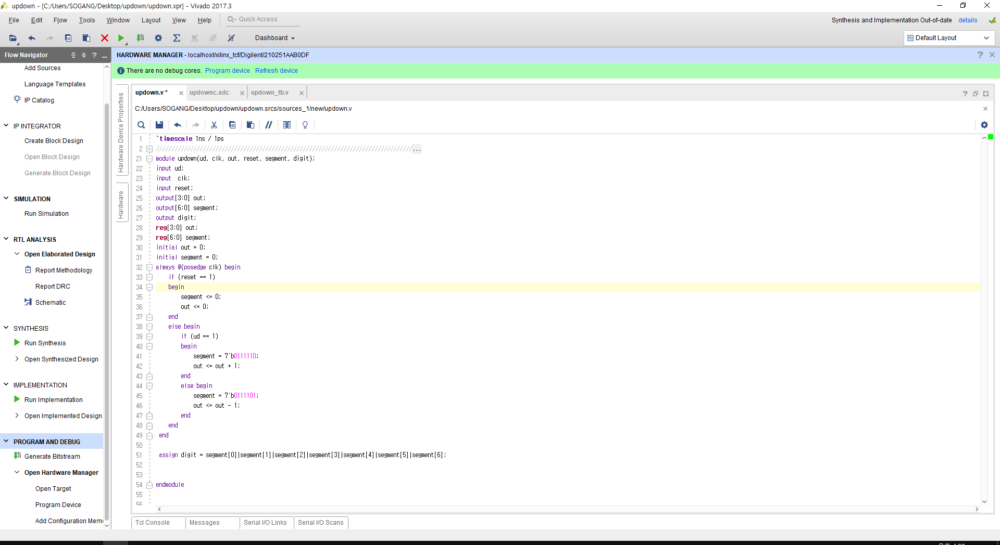 updown - [C:/Users/SOGANG/Desktop/updown/updown.xpr] - Vivado 2017.3
File Edit Flow Tools Window Layout View Help Quick Access
Synthesis and Implementation Out-of-date details
Dashboard
Default Layout
Flow Navigator
Add Sources
Language Templates
IP Catalog
IP INTEGRATOR
Create Block Design
Open Block Design
Generate Block Design
SIMULATION
Run Simulation
RTL ANALYSIS
Open Elaborated Design
Report Methodology
Report DRC
Schematic
SYNTHESIS
Run Synthesis
Open Synthesized Design
IMPLEMENTATION
Run Implementation
Open Implemented Design
PROGRAM AND DEBUG
Generate Bitstream
Open Hardware Manager
Open Target
Program Device
Add Configuration Mem
HARDWARE MANAGER - localhost/xilinx_tcf/Digilent/210251AAB0DF
There are no debug cores. Program device Refresh device
Hardware Device Properties
Hardware
updown.v * updownc.xdc updown_tb.v
C:/Users/SOGANG/Desktop/updown/updown.srcs/sources_1/new/updown.v
1 `timescale 1ns / 1ps
2 //////////////////////////////////////////////////////////////////////////////////...
21 module updown(ud, clk, out, reset, segment, digit);
22 input ud;
23 input  clk;
24 input reset;
25 output[3:0] out;
26 output[6:0] segment;
27 output digit;
28 reg[3:0] out;
29 reg[6:0] segment;
30 initial out = 0;
31 initial segment = 0;
32 always @(posedge clk) begin
33     if (reset == 1)
34     begin
35         segment <= 0;
36         out <= 0;
37     end
38     else begin
39         if (ud == 1)
40         begin
41             segment = 7'b0111110;
42             out <= out + 1;
43         end
44         else begin
45             segment = 7'b0111101;
46             out <= out - 1;
47         end
48     end
49  end
50
51  assign digit = segment[0]|segment[1]|segment[2]|segment[3]|segment[4]|segment[5]|segment[6];
52
53
54 endmodule
55
56
Tcl Console Messages Serial I/O Links Serial I/O Scans